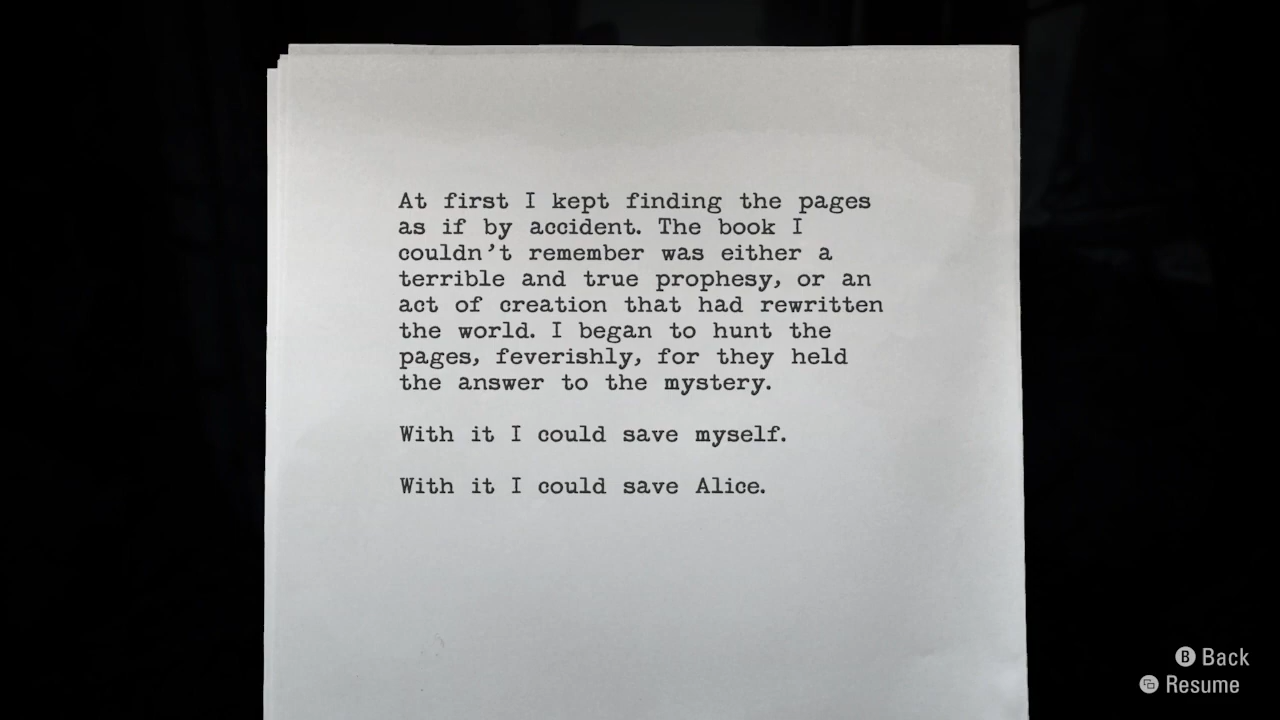 At first I kept finding the pages
as if by accident. The book I
couldn't remember was either a
terrible and true prophesy, or an
act of creation that had rewritten
the world. I began to hunt the
pages, feverishly, for they held
the answer to the mystery.
With it I could save myself.
With it I could save Alice.
B Back
Resume